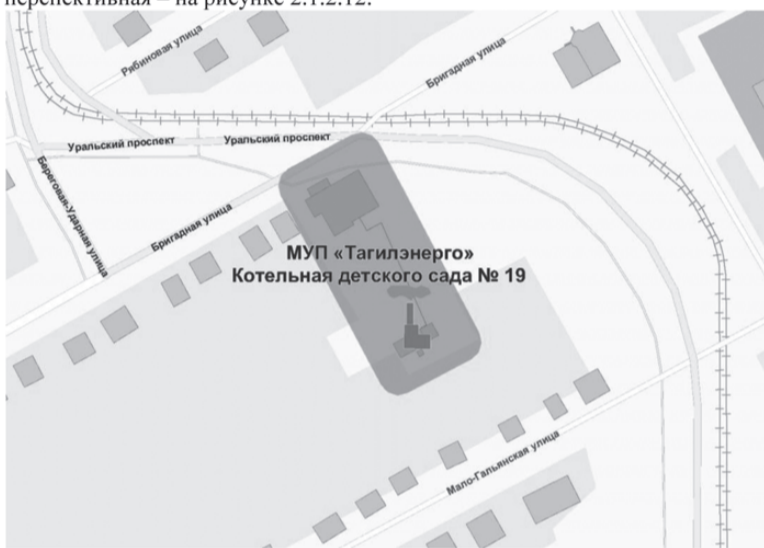 перспективная – на рисунке 2.1.2.12.
Рябиновая улица
Бригадная улица
Уральский проспект
Уральский проспект
Береговая-Ударная улица
Бригадная улица
МУП «Тагилэнерго»
Котельная детского сада № 19
Мало-Гальянская улица